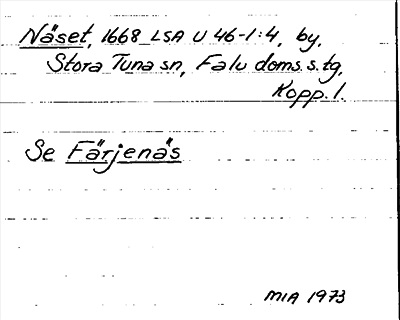 Näset, 1668 LSA U 46-1:4, by,
Stora Tuna sn, Falu doms.s.tg,
Kopp. l.
Se Färjenäs
MIA 1973